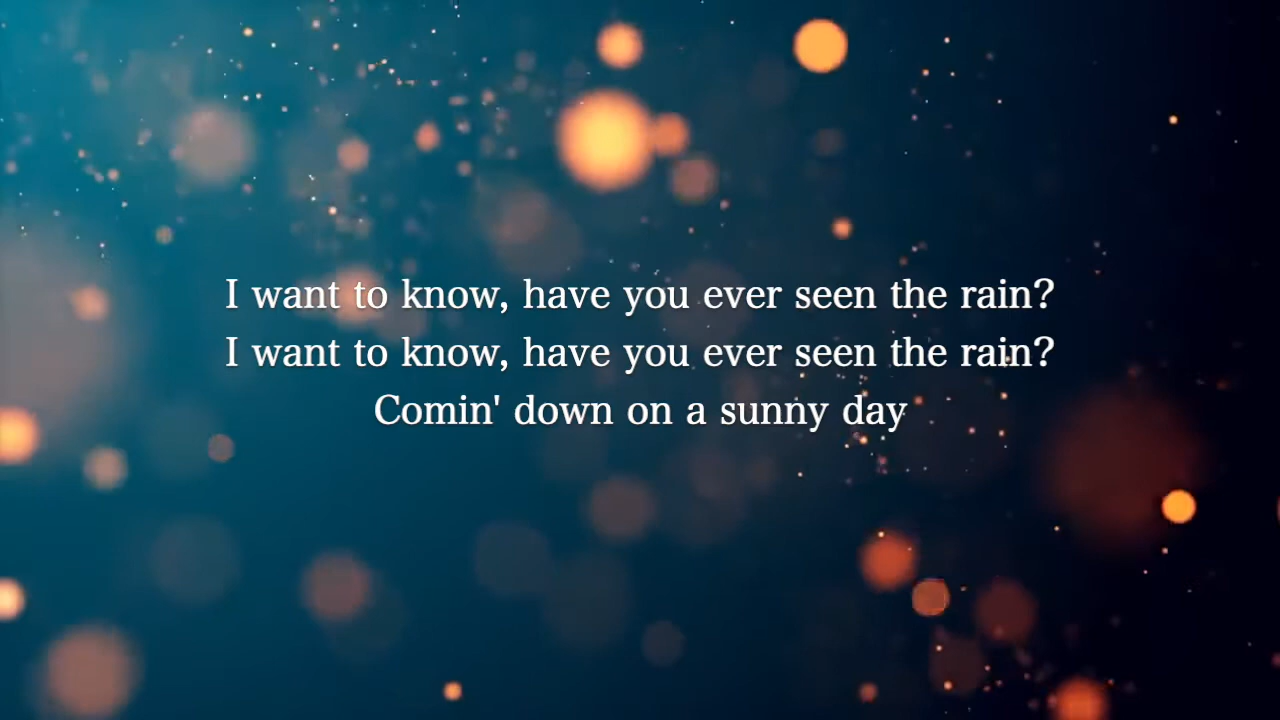 I want to know, have you ever seen the rain?
I want to know, have you ever seen the rain?
Comin' down on a sunny day